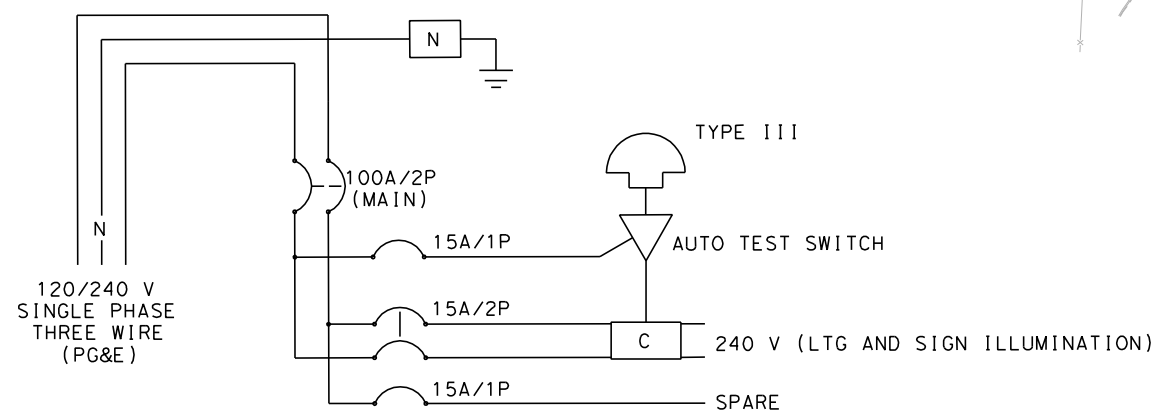 N
TYPE III
100A/2P
(MAIN)
N
15A/1P
AUTO TEST SWITCH
120/240 V
SINGLE PHASE
THREE WIRE
(PG&E)
15A/2P
C
240 V (LTG AND SIGN ILLUMINATION)
15A/1P
SPARE